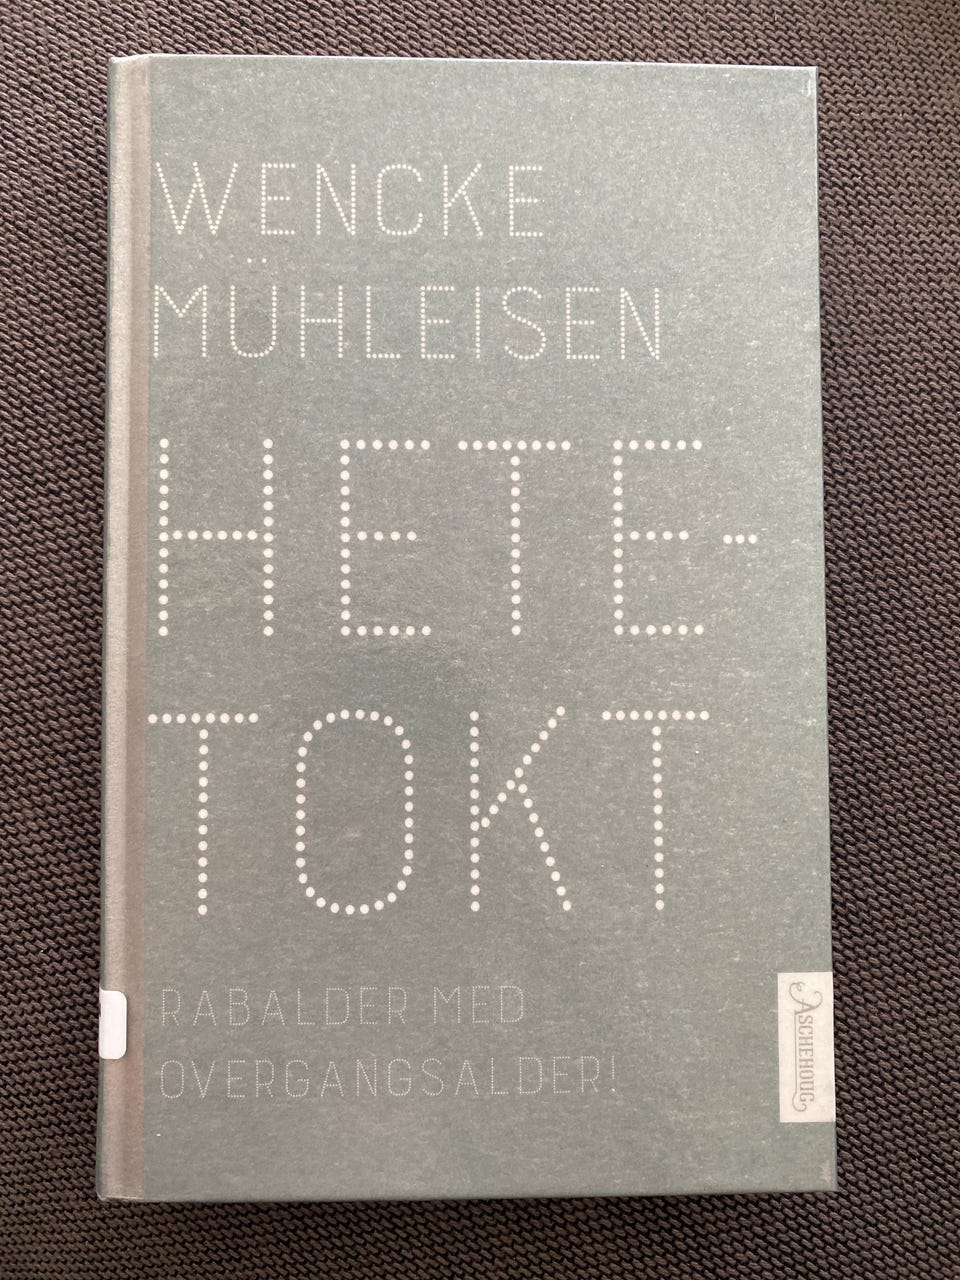 WENCKE
MÜHLEISEN
HETE-
TOKT
RABALDER MED
OVERGANGSALDER!
ASCHEHOUG